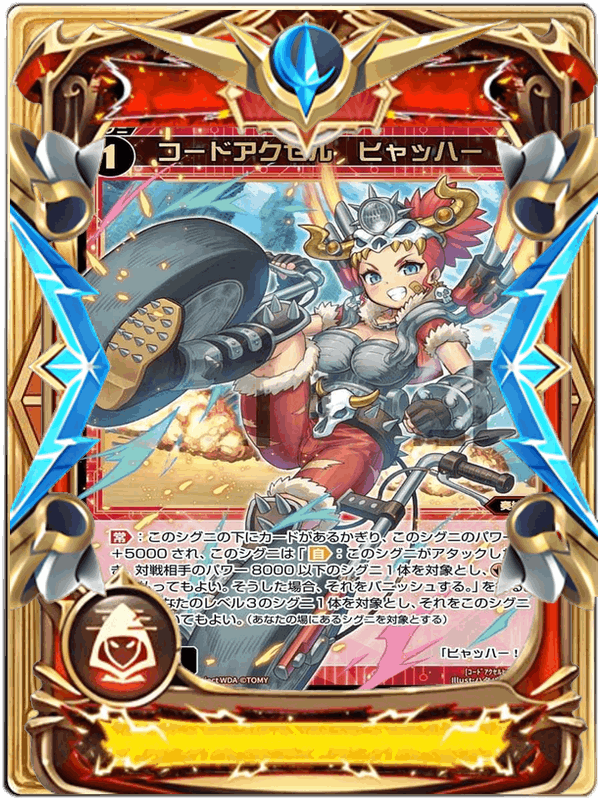 1
コードアクセル ヒャッハー
常：このシグニの下にカードがあるかぎり、このシグニのパワー
＋5000され、このシグニは「自：このシグニがアタックし
き、対戦相手のパワー8000以下のシグニ1体を対象とし、
ってもよい。そうした場合、それをバニッシュする。」を
なたのレベル3のシグニ1体を対象とし、それをこのシグニ
いてもよい。(あなたの場にあるシグニを対象とする)
「ヒャッハー！
ect WDA ©TOMY